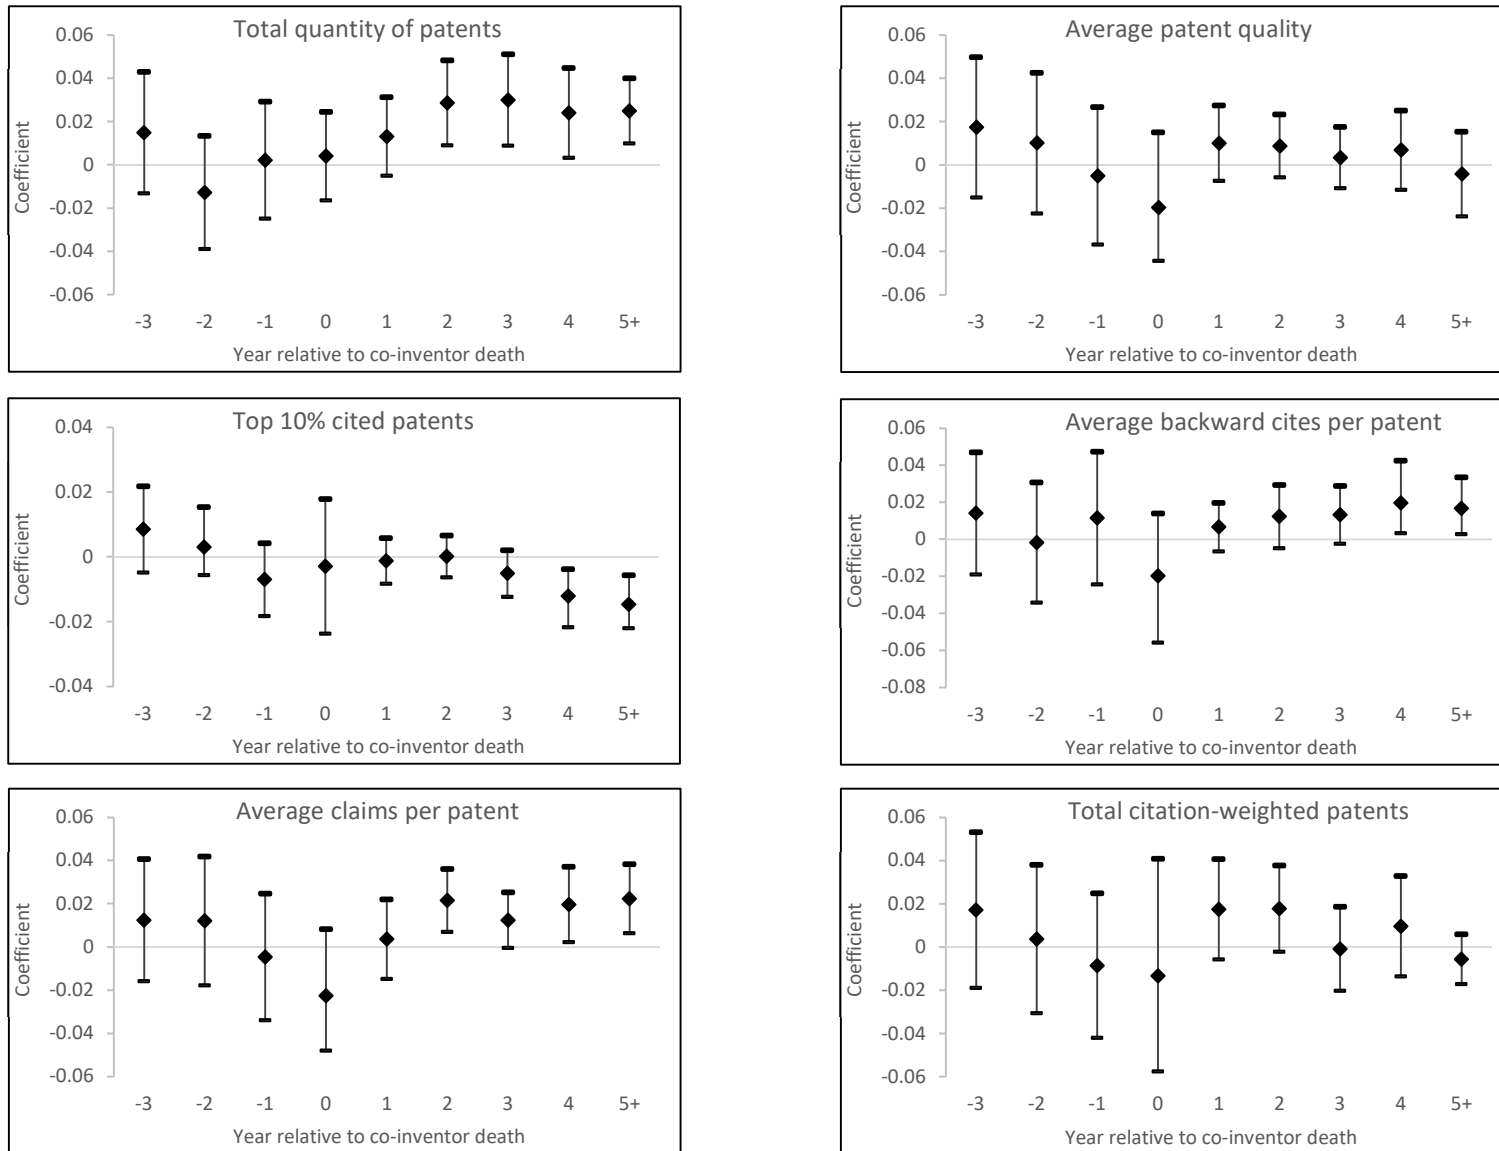 Total quantity of patents
0.06
0.04
0.02
0
-0.02
-0.04
-0.06
Coefficient
-3 -2 -1 0 1 2 3 4 5+
Year relative to co-inventor death
Average patent quality
0.06
0.04
0.02
0
-0.02
-0.04
-0.06
Coefficient
-3 -2 -1 0 1 2 3 4 5+
Year relative to co-inventor death
Top 10% cited patents
0.04
0.02
0
-0.02
-0.04
Coefficient
-3 -2 -1 0 1 2 3 4 5+
Year relative to co-inventor death
Average backward cites per patent
0.06
0.04
0.02
0
-0.02
-0.04
-0.06
-0.08
Coefficient
-3 -2 -1 0 1 2 3 4 5+
Year relative to co-inventor death
Average claims per patent
0.06
0.04
0.02
0
-0.02
-0.04
-0.06
Coefficient
-3 -2 -1 0 1 2 3 4 5+
Year relative to co-inventor death
Total citation-weighted patents
0.06
0.04
0.02
0
-0.02
-0.04
-0.06
Coefficient
-3 -2 -1 0 1 2 3 4 5+
Year relative to co-inventor death